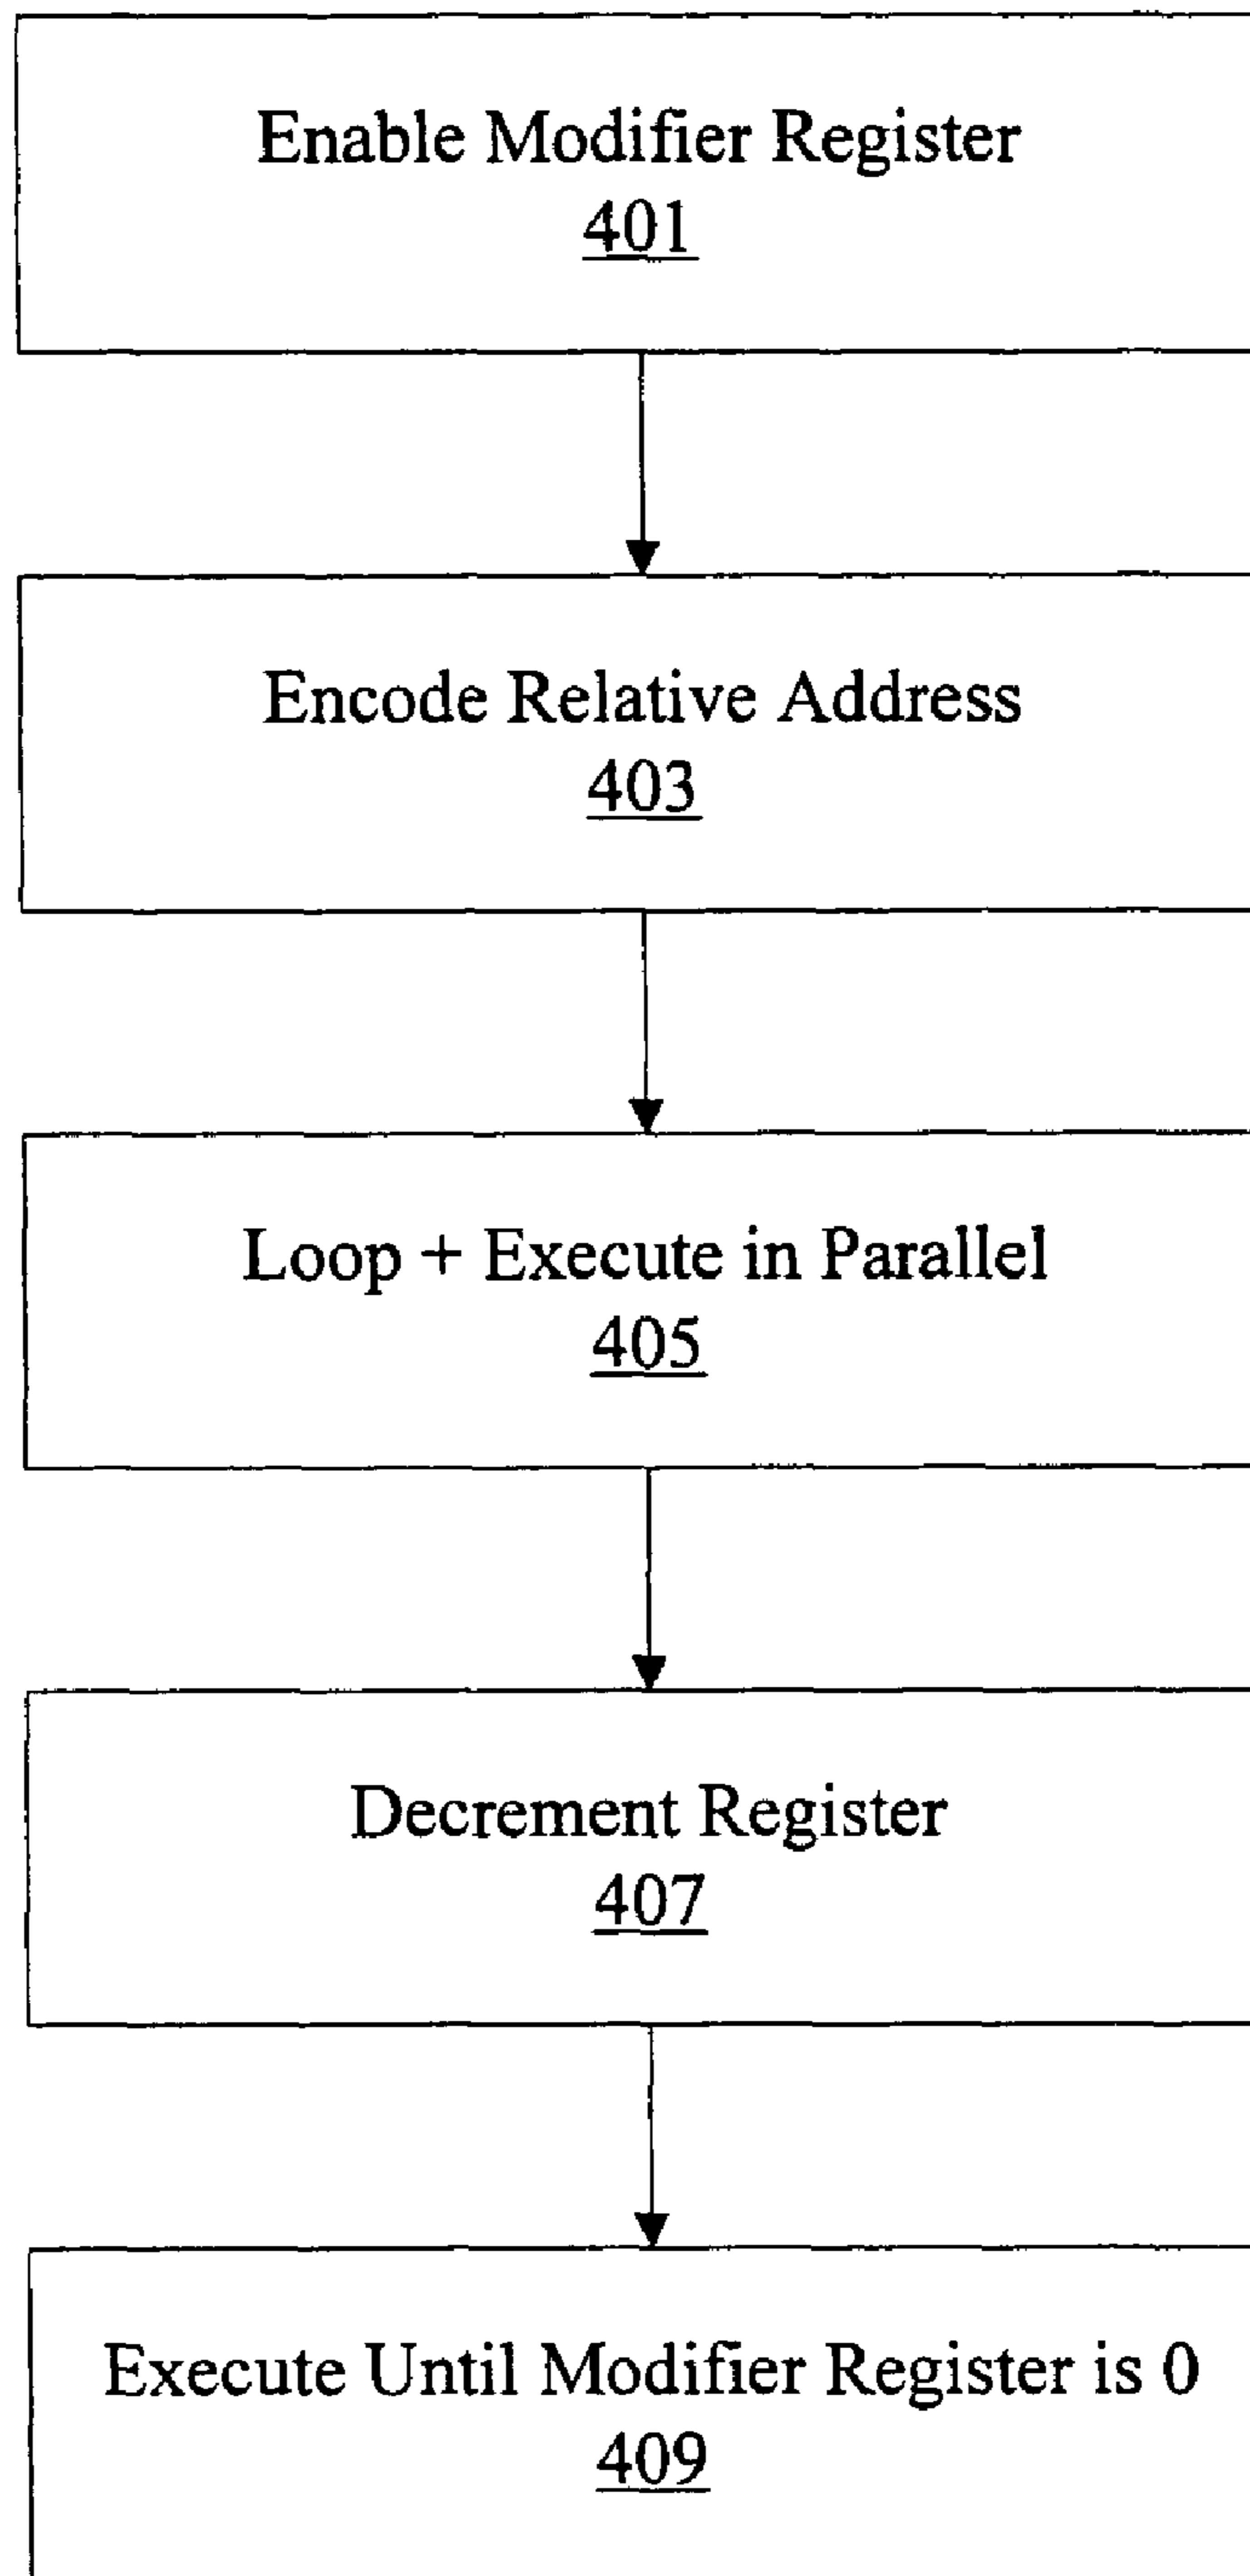 Enable Modifier Register
401
Encode Relative Address
403
Loop + Execute in Parallel
405
Decrement Register
407
Execute Until Modifier Register is 0
409